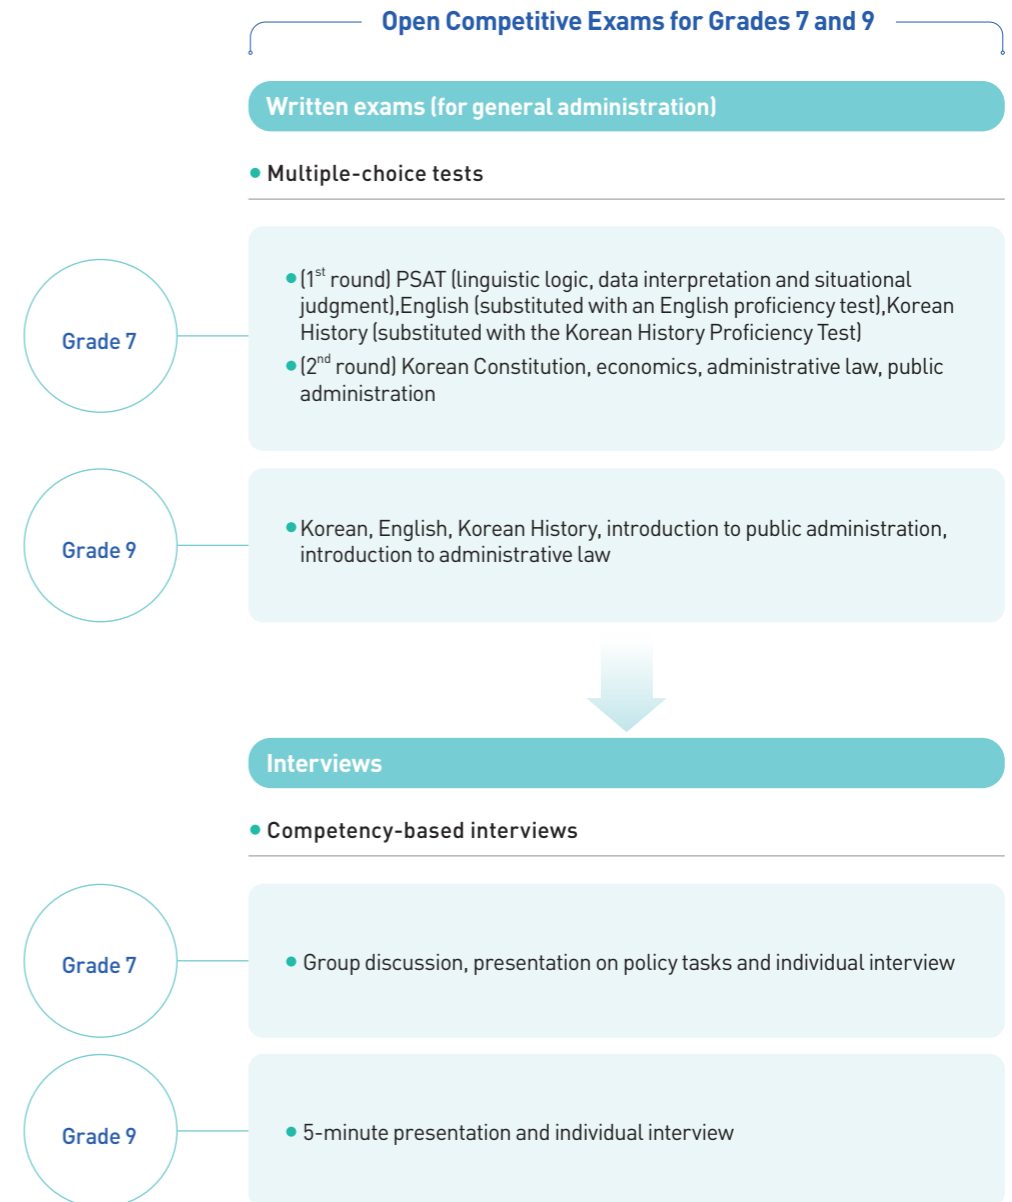 Open Competitive Exams for Grades 7 and 9
Written exams (for general administration)
• Multiple-choice tests
Grade 7
• (1st round) PSAT (linguistic logic, data interpretation and situational
judgment),English (substituted with an English proficiency test),Korean
History (substituted with the Korean History Proficiency Test)
• (2nd round) Korean Constitution, economics, administrative law, public
administration
Grade 9
• Korean, English, Korean History, introduction to public administration,
introduction to administrative law
Interviews
• Competency-based interviews
Grade 7
• Group discussion, presentation on policy tasks and individual interview
Grade 9
• 5-minute presentation and individual interview